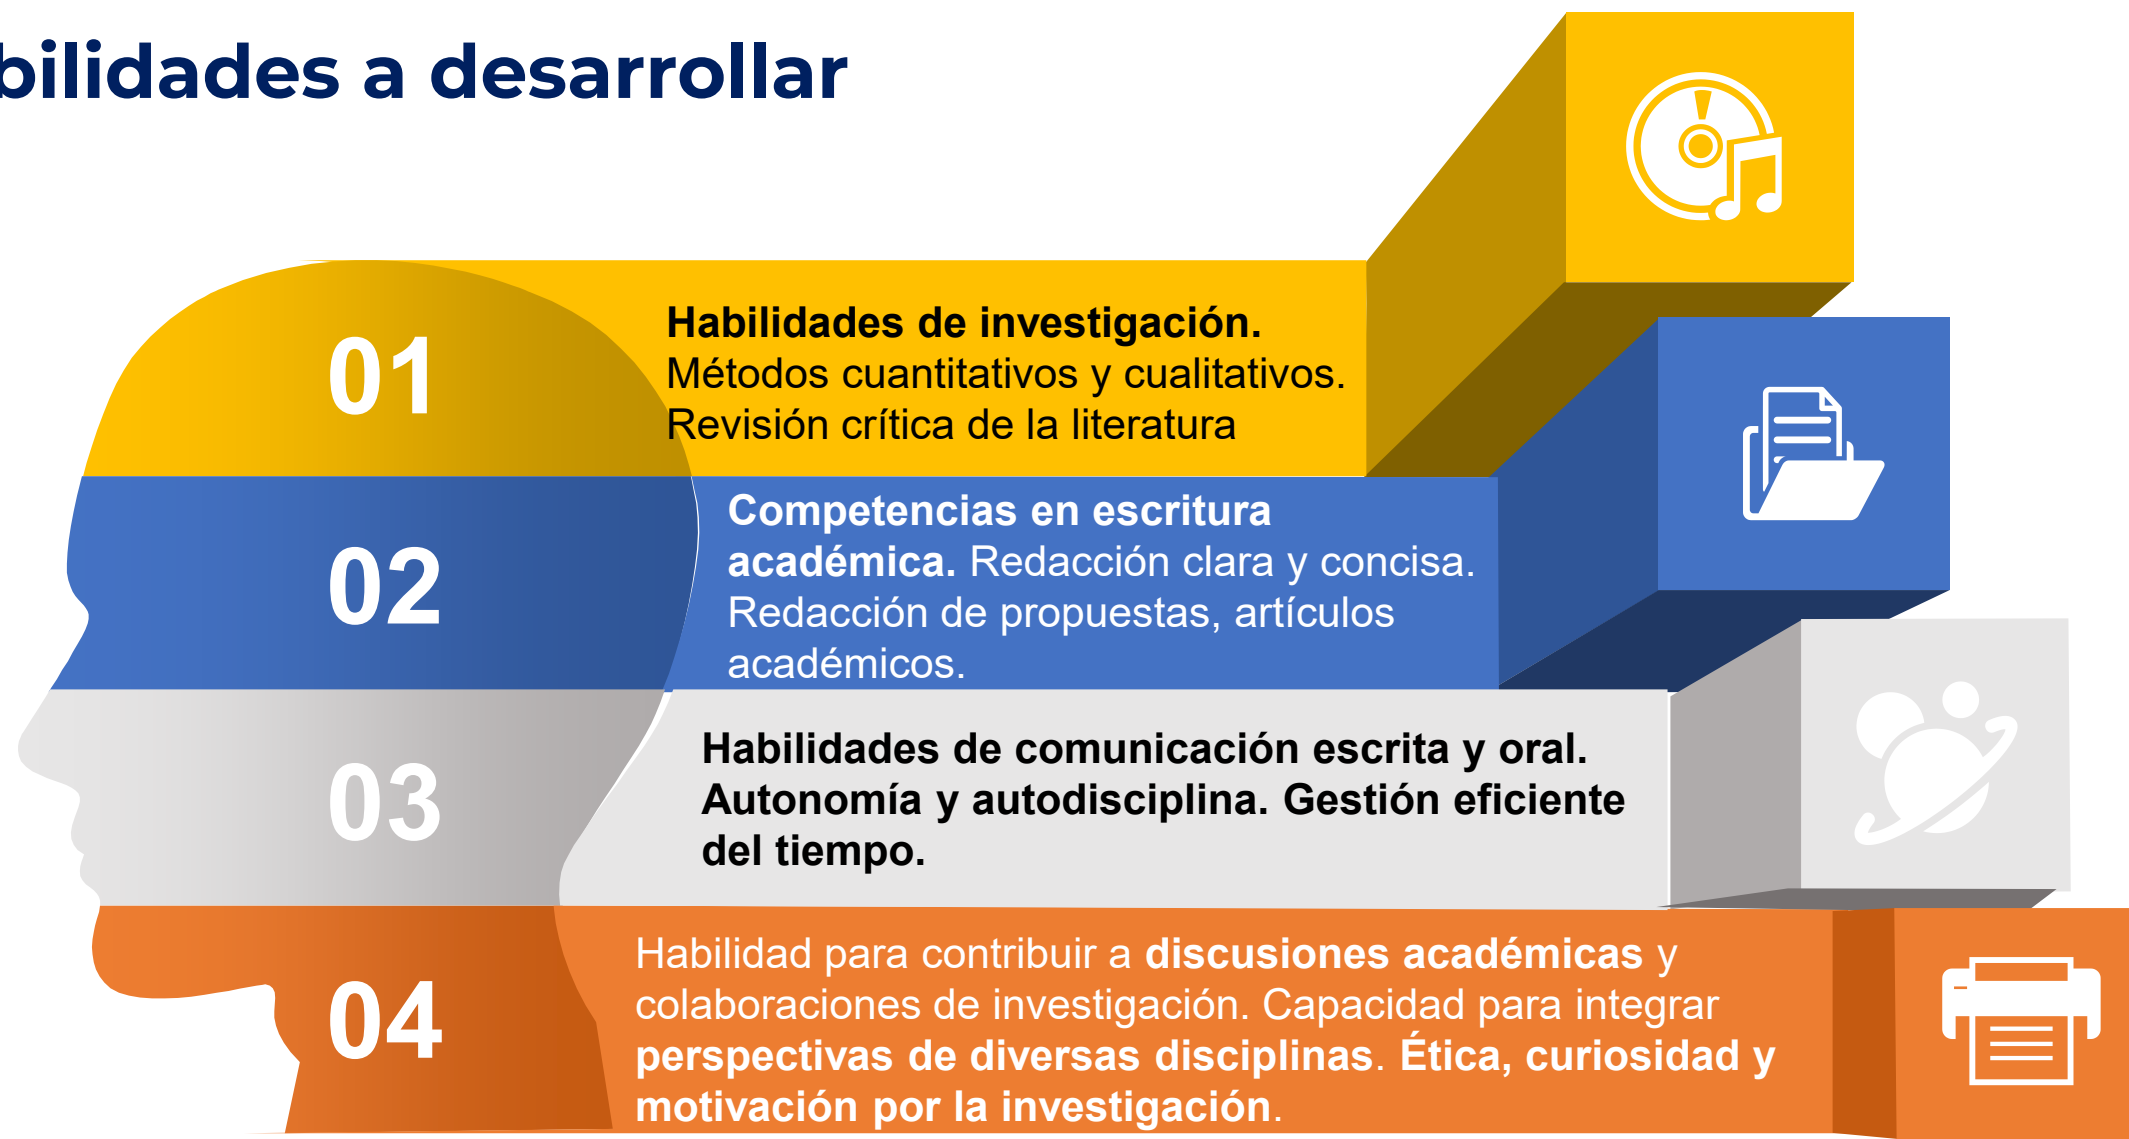 bilidades a desarrollar
01
Habilidades de investigación.
Métodos cuantitativos y cualitativos.
Revisión crítica de la literatura
02
Competencias en escritura
académica. Redacción clara y concisa.
Redacción de propuestas, artículos
académicos.
03
Habilidades de comunicación escrita y oral.
Autonomía y autodisciplina. Gestión eficiente
del tiempo.
04
Habilidad para contribuir a discusiones académicas y
colaboraciones de investigación. Capacidad para integrar
perspectivas de diversas disciplinas. Ética, curiosidad y
motivación por la investigación.